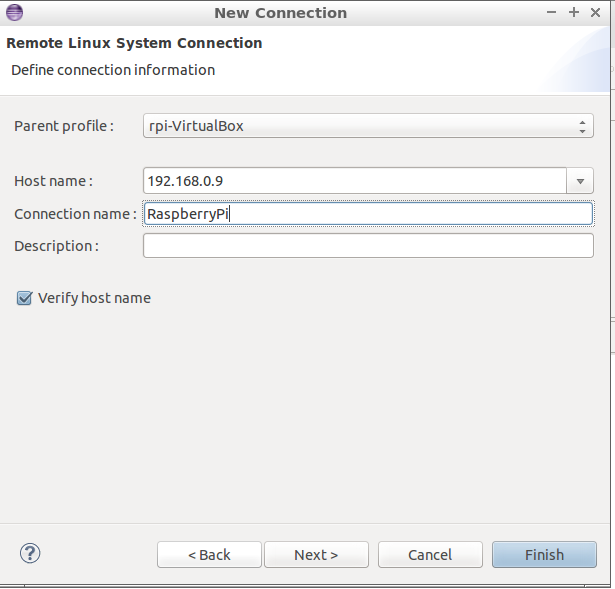 New Connection
Remote Linux System Connection
Define connection information
Parent profile : rpi-VirtualBox
Host name : 192.168.0.9
Connection name : RaspberryPi
Description :
Verify host name
? < Back Next > Cancel Finish